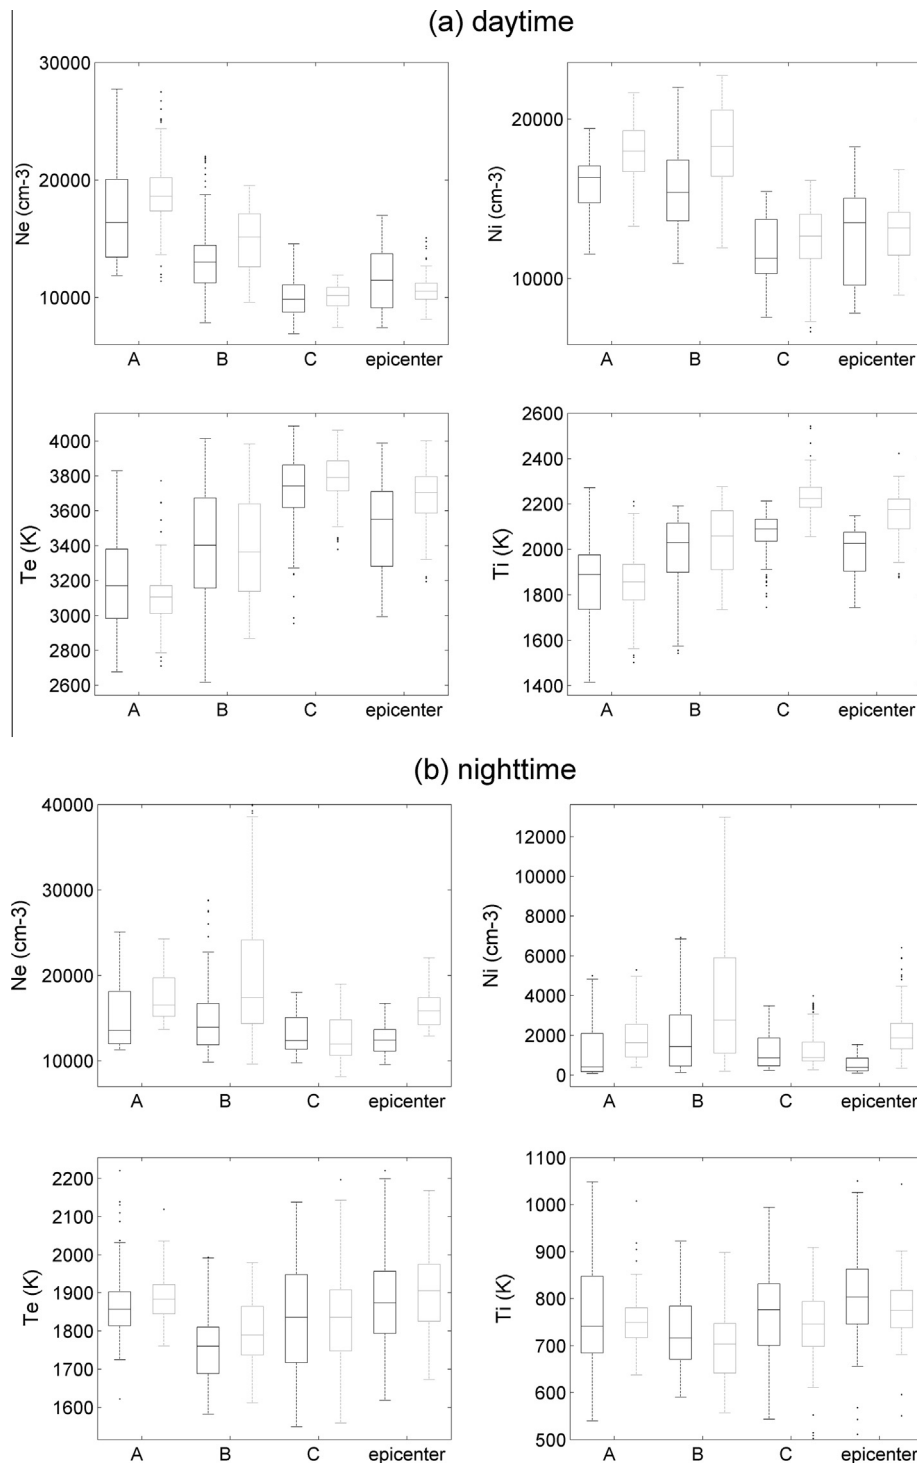 (a) daytime
30000
20000
10000
Ne (cm-3)
A B C epicenter
20000
10000
Ni (cm-3)
A B C epicenter
4000
3800
3600
3400
3200
3000
2800
2600
Te (K)
A B C epicenter
2600
2400
2200
2000
1800
1600
1400
Ti (K)
A B C epicenter
(b) nighttime
40000
30000
20000
10000
Ne (cm-3)
A B C epicenter
12000
10000
8000
6000
4000
2000
0
Ni (cm-3)
A B C epicenter
2200
2100
2000
1900
1800
1700
1600
Te (K)
A B C epicenter
1100
1000
900
800
700
600
500
Ti (K)
A B C epicenter